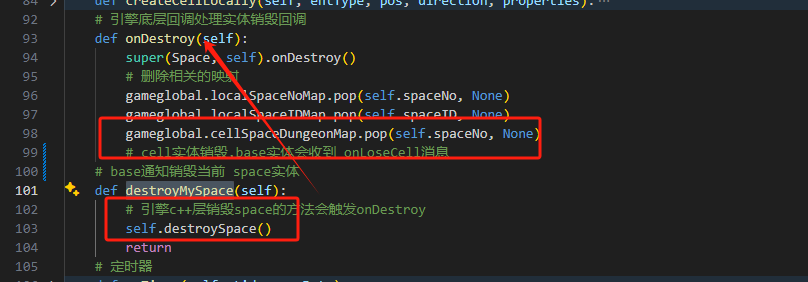 84 def createCellLocally(self, entType, pos, direction, properties):…
92 # 引擎底层回调处理实体销毁回调
93 def onDestroy(self):
94 super(Space, self).onDestroy()
95 # 删除相关的映射
96 gameglobal.localSpaceNoMap.pop(self.spaceNo, None)
97 gameglobal.localSpaceIDMap.pop(self.spaceID, None)
98 gameglobal.cellSpaceDungeonMap.pop(self.spaceNo, None)
99 # cell实体销毁.base实体会收到 onLoseCell消息
100 # base通知销毁当前 space实体
101 def destroyMySpace(self):
102 # 引擎c++层销毁space的方法会触发onDestroy
103 self.destroySpace()
104 return
105 # 定时器